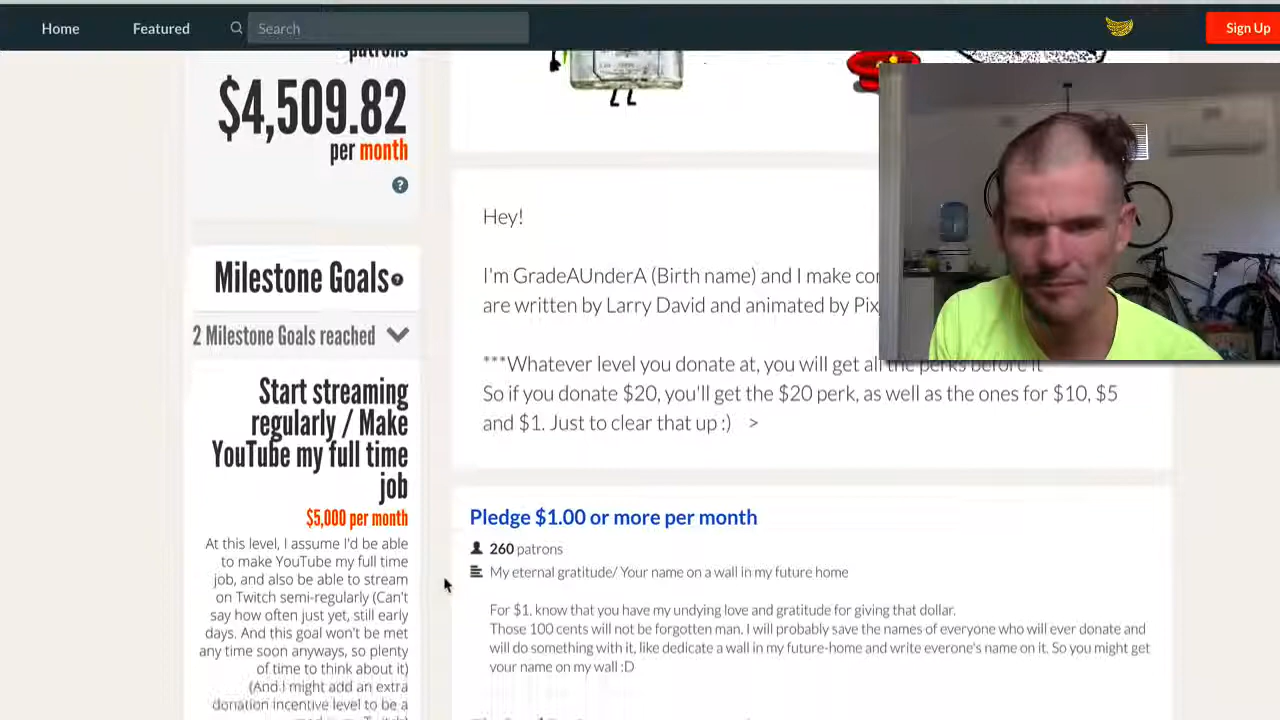 Home
Featured
Search
Sign Up
patrons
$4,509.82
per month
?
Milestone Goals
2 Milestone Goals reached
Start streaming
regularly / Make
YouTube my full time
job
$5,000 per month
At this level, I assume I'd be able
to make YouTube my full time
job, and also be able to stream
on Twitch semi-regularly (Can't
say how often just yet, still early
days. And this goal won't be met
any time soon anyways, so plenty
of time to think about it)
(And I might add an extra
donation incentive level to be a
Hey!
I'm GradeAUnderA (Birth name) and I make
are written by Larry David and animated by
***Whatever level you donate at, you will get all the perks before it
So if you donate $20, you'll get the $20 perk, as well as the ones for $10, $5
and $1. Just to clear that up :) >
Pledge $1.00 or more per month
260 patrons
My eternal gratitude/ Your name on a wall in my future home
For $1. know that you have my undying love and gratitude for giving that dollar.
Those 100 cents will not be forgotten man. I will probably save the names of everyone who will ever donate and
will do something with it, like dedicate a wall in my future-home and write everone's name on it. So you might get
your name on my wall :D